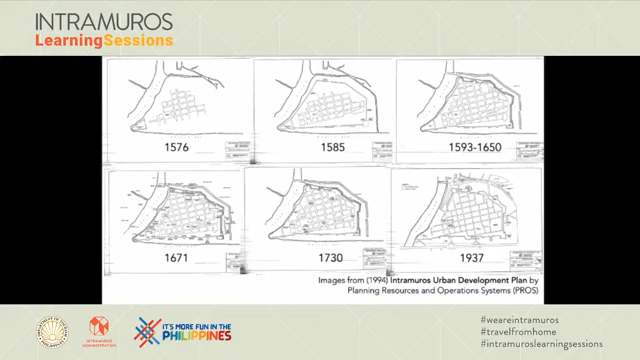 INTRAMUROS
LearningSessions
1576
1585
1593-1650
1671
1730
1937
Images from (1994) Intramuros Urban Development Plan by
Planning Resources and Operations Systems (PROS)
INTRAMUROS
ADMINISTRATION
IT'S MORE FUN IN THE
PHILIPPINES
#weareintramuros
#travelfromhome
#intramuroslearningsessions